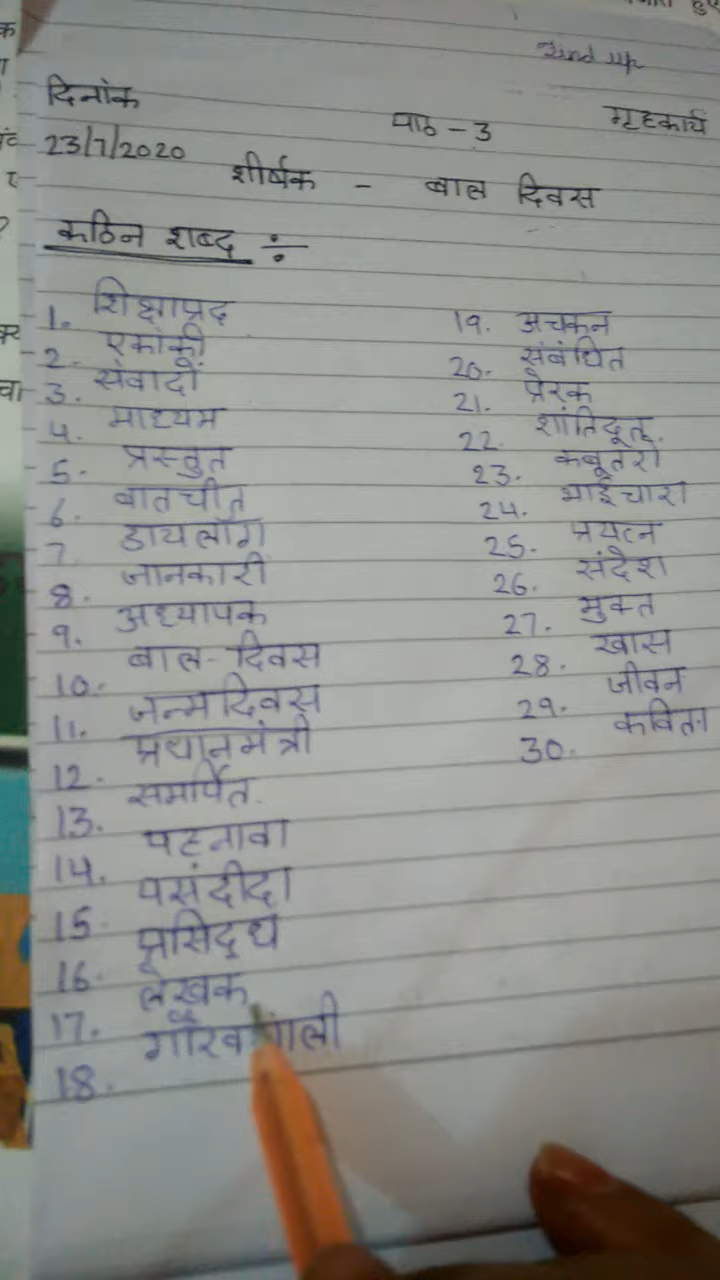 दिनांक
23/7/2020
पाठ - 3
गृहकार्य
शीर्षक - बाल दिवस
कठिन शब्द ÷
1. शिक्षाप्रद
2. एकांकी
3. संवादों
4. माध्यम
5. प्रस्तुत
6. बातचीत
7. डायलॉग
8. जानकारी
9. अध्यापक
10. बाल-दिवस
11. जन्मदिवस
12. प्रधानमंत्री
13. समर्पित
14. पहनावा
15. पसंदीदा
16. प्रसिद्ध
17. लेखक
18. गौरवशाली
19. अचकन
20. संबंधित
21. प्रेरक
22. शांतिदूत
23. कबूतरों
24. भाईचारा
25. प्रयत्न
26. संदेश
27. मुक्त
28. खास
29. जीवन
30. कविता